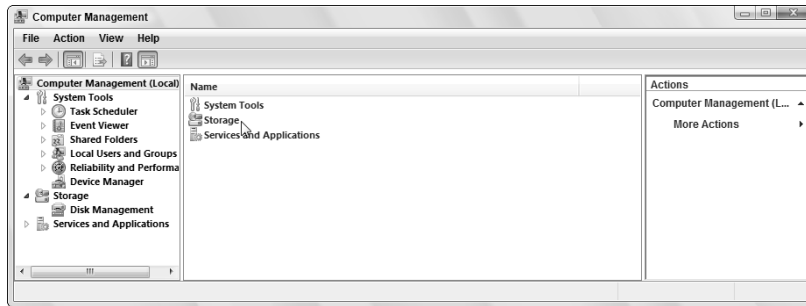 Computer Management
File Action View Help
Computer Management (Local)
System Tools
Task Scheduler
Event Viewer
Shared Folders
Local Users and Groups
Reliability and Performa
Device Manager
Storage
Disk Management
Services and Applications
Name
System Tools
Storage
Services and Applications
Actions
Computer Management (L...
More Actions